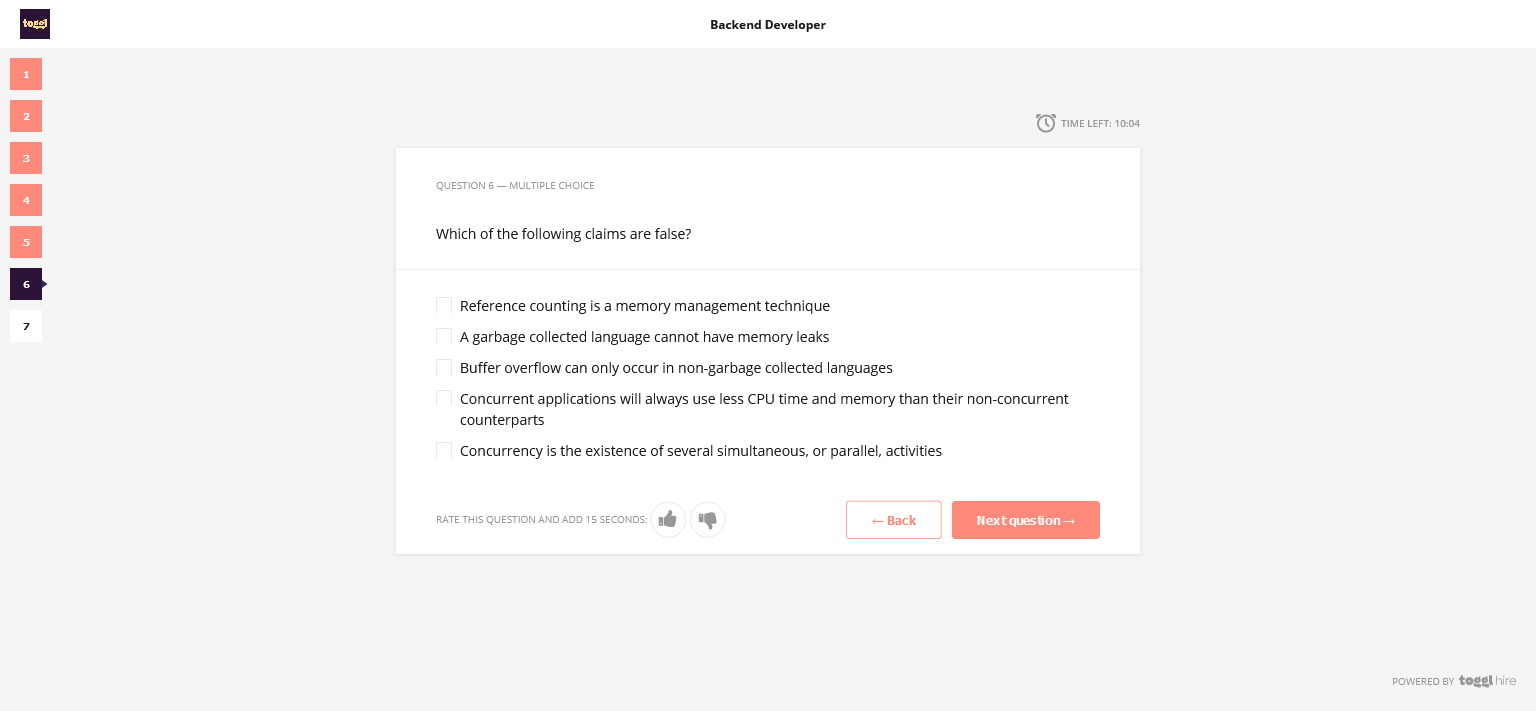 toggl
Backend Developer
1
2
3
4
5
6
7
TIME LEFT: 10:04
QUESTION 6 — MULTIPLE CHOICE
Which of the following claims are false?
Reference counting is a memory management technique
A garbage collected language cannot have memory leaks
Buffer overflow can only occur in non-garbage collected languages
Concurrent applications will always use less CPU time and memory than their non-concurrent
counterparts
Concurrency is the existence of several simultaneous, or parallel, activities
RATE THIS QUESTION AND ADD 15 SECONDS:
← Back
Next question →
POWERED BY toggl hire